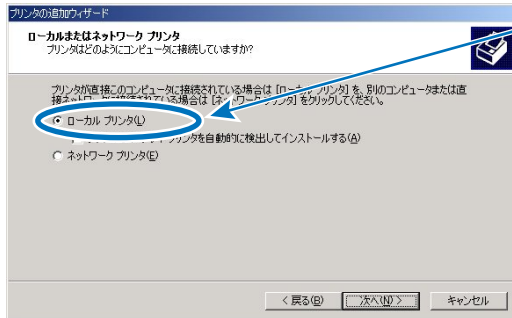 プリンタの追加ウィザード
ローカルまたはネットワーク プリンタ
プリンタはどのようにコンピュータに接続していますか?
プリンタが直接このコンピュータに接続されている場合は [ローカル プリンタ] を、別のコンピュータまたは直
接ネットワークに接続されている場合は [ネットワーク プリンタ] をクリックしてください。
ローカル プリンタ(L)
プリンタを自動的に検出してインストールする(A)
ネットワーク プリンタ(E)
< 戻る(B)
次へ(N) >
キャンセル